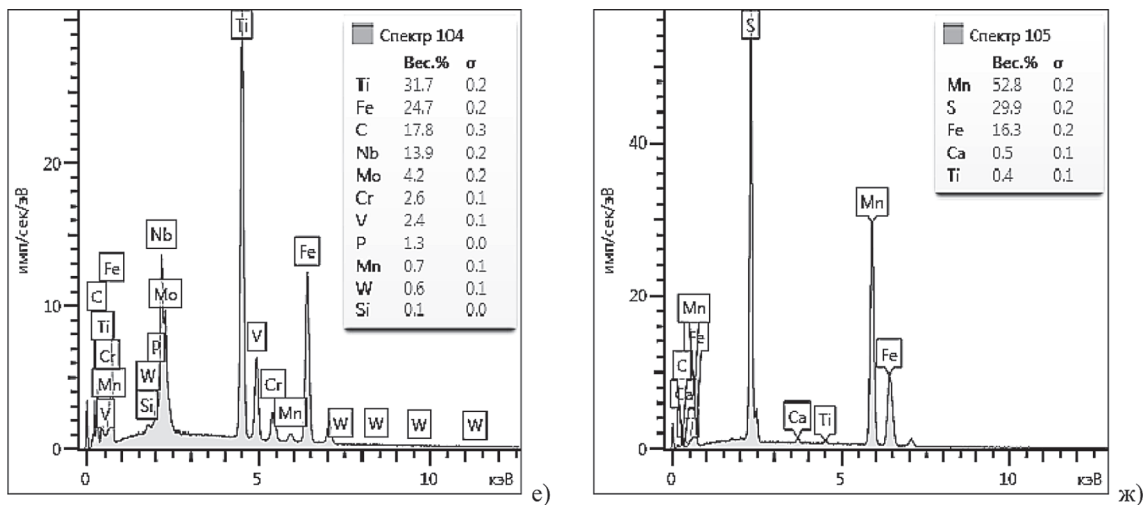 Спектр 104
Вес.% σ
Ti 31.7 0.2
Fe 24.7 0.2
C 17.8 0.3
Nb 13.9 0.2
Mo 4.2 0.2
Cr 2.6 0.1
V 2.4 0.1
P 1.3 0.0
Mn 0.7 0.1
W 0.6 0.1
Si 0.1 0.0
имп/сек/эВ
20
10
0
Ti
Nb
Fe
Fe
C
Mo
Ti
P
V
Cr
W
Cr
Mn
Si
Mn
V
W
W
W
W
0 5 10 кэВ
е)
Спектр 105
Вес.% σ
Mn 52.8 0.2
S 29.9 0.2
Fe 16.3 0.2
Ca 0.5 0.1
Ti 0.4 0.1
имп/сек/эВ
40
20
0
S
Mn
Mn
Fe
Fe
C
Ca
Ca
Ti
0 5 10 кэВ
ж)